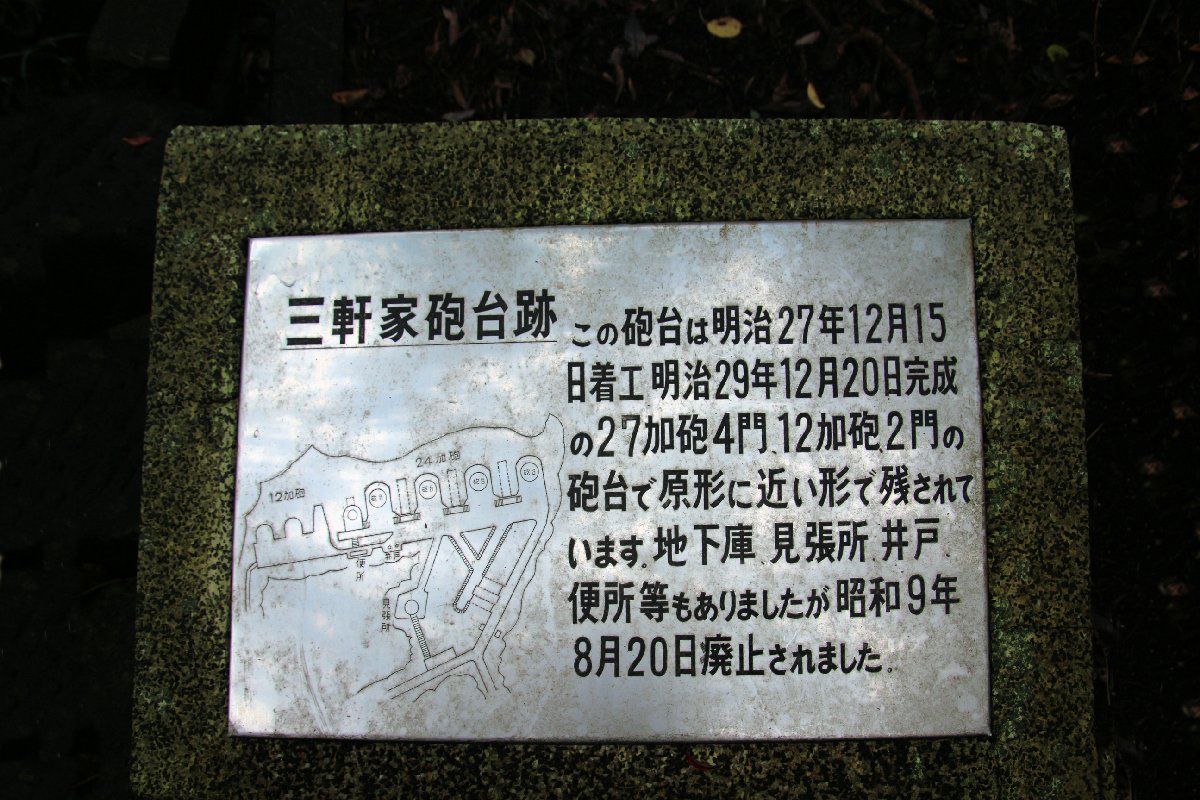 三軒家砲台跡
この砲台は明治27年12月15
日着工明治29年12月20日完成
の27加砲4門、12加砲2門の
砲台で原形に近い形で残されて
います。地下庫、見張所、井戸、
便所等もありましたが昭和9年
8月20日廃止されました。
24加砲
12加砲
便所
見張所